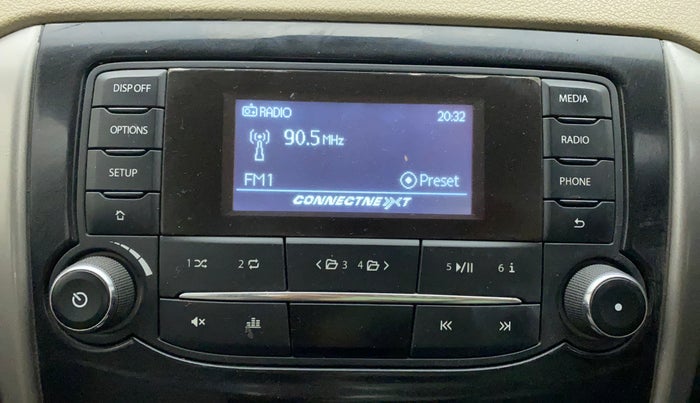 DISP OFF
OPTIONS
SETUP
RADIO 20:32
90.5 MHz
FM1 Preset
CONNECTNEXT
MEDIA
RADIO
PHONE
1 2 3 4 5 6 i